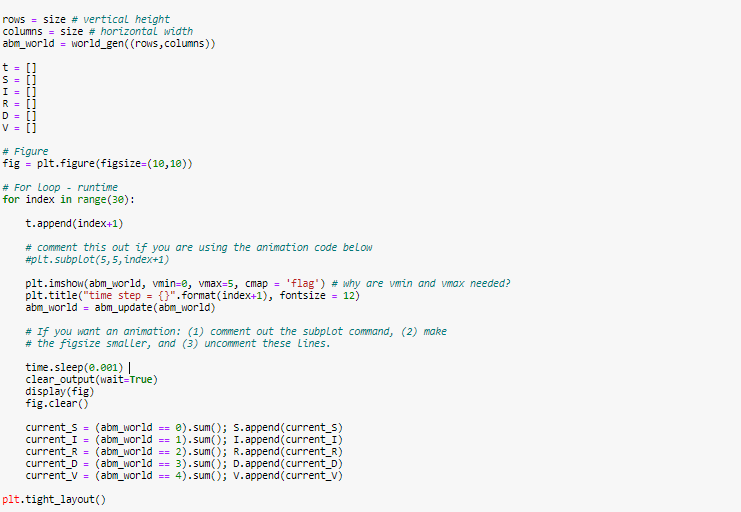 rows = size # vertical height
columns = size # horizontal width
abm_world = world_gen((rows,columns))
t = []
S = []
I = []
R = []
D = []
V = []
# Figure
fig = plt.figure(figsize=(10,10))
# For Loop - runtime
for index in range(30):
t.append(index+1)
# comment this out if you are using the animation code below
#plt.subplot(5,5,index+1)
plt.imshow(abm_world, vmin=0, vmax=5, cmap = 'flag') # why are vmin and vmax needed?
plt.title("time step = {}".format(index+1), fontsize = 12)
abm_world = abm_update(abm_world)
# If you want an animation: (1) comment out the subplot command, (2) make
# the figsize smaller, and (3) uncomment these lines.
time.sleep(0.001)
clear_output(wait=True)
display(fig)
fig.clear()
current_S = (abm_world == 0).sum(); S.append(current_S)
current_I = (abm_world == 1).sum(); I.append(current_I)
current_R = (abm_world == 2).sum(); R.append(current_R)
current_D = (abm_world == 3).sum(); D.append(current_D)
current_V = (abm_world == 4).sum(); V.append(current_V)
plt.tight_layout()